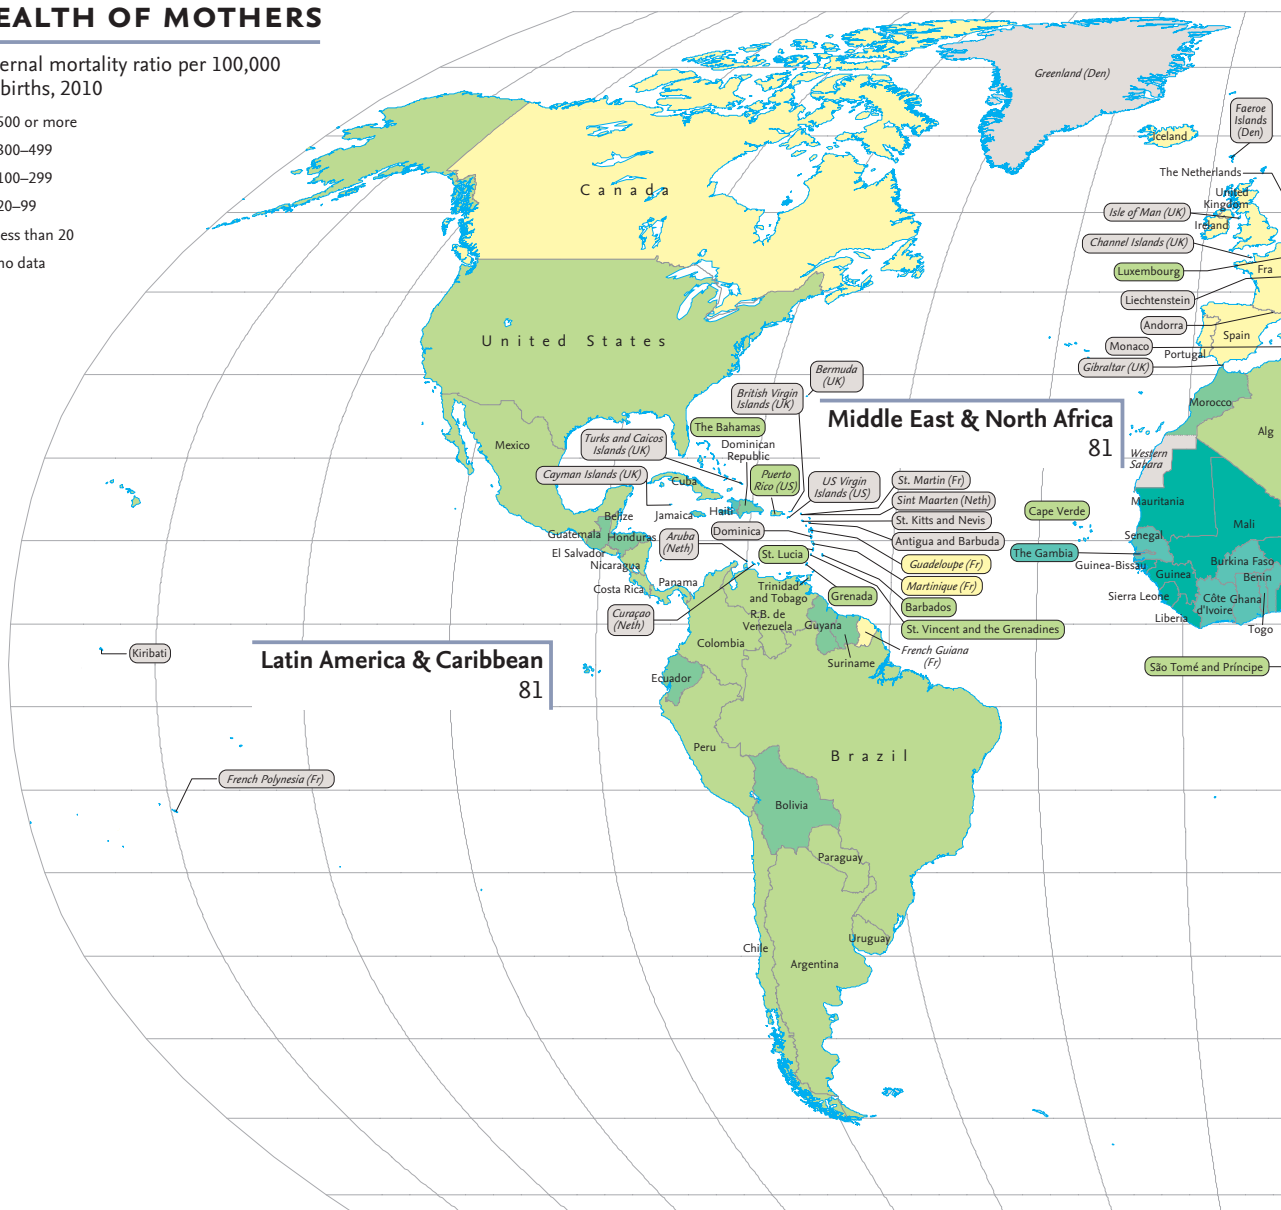 EALTH OF MOTHERS
ernal mortality ratio per 100,000
births, 2010
500 or more
300–499
100–299
20–99
less than 20
no data
Greenland (Den)
Faeroe
Islands
(Den)
Iceland
The Netherlands
United
Kingdom
Isle of Man (UK)
Ireland
Channel Islands (UK)
Luxembourg
Fra
Liechtenstein
Andorra
Spain
Monaco
Portugal
Gibraltar (UK)
Canada
United States
Bermuda
(UK)
British Virgin
Islands (UK)
Middle East & North Africa
81
Morocco
Alg
Western
Sahara
The Bahamas
Turks and Caicos
Islands (UK)
Dominican
Republic
Mexico
Cayman Islands (UK)
Cuba
Puerto
Rico (US)
US Virgin
Islands (US)
St. Martin (Fr)
Sint Maarten (Neth)
St. Kitts and Nevis
Antigua and Barbuda
Guadeloupe (Fr)
Martinique (Fr)
Barbados
St. Vincent and the Grenadines
Belize
Jamaica
Haiti
Guatemala
Honduras
Aruba
(Neth)
Dominica
El Salvador
St. Lucia
Nicaragua
Costa Rica
Panama
Trinidad
and Tobago
Grenada
Curaçao
(Neth)
R.B. de
Venezuela
Guyana
Colombia
Suriname
French Guiana
(Fr)
Cape Verde
Mauritania
Mali
Senegal
The Gambia
Guinea-Bissau
Burkina Faso
Guinea
Benin
Sierra Leone
Côte
d'Ivoire
Ghana
Liberia
Togo
São Tomé and Príncipe
Kiribati
Latin America & Caribbean
81
Ecuador
Peru
Brazil
French Polynesia (Fr)
Bolivia
Paraguay
Chile
Uruguay
Argentina